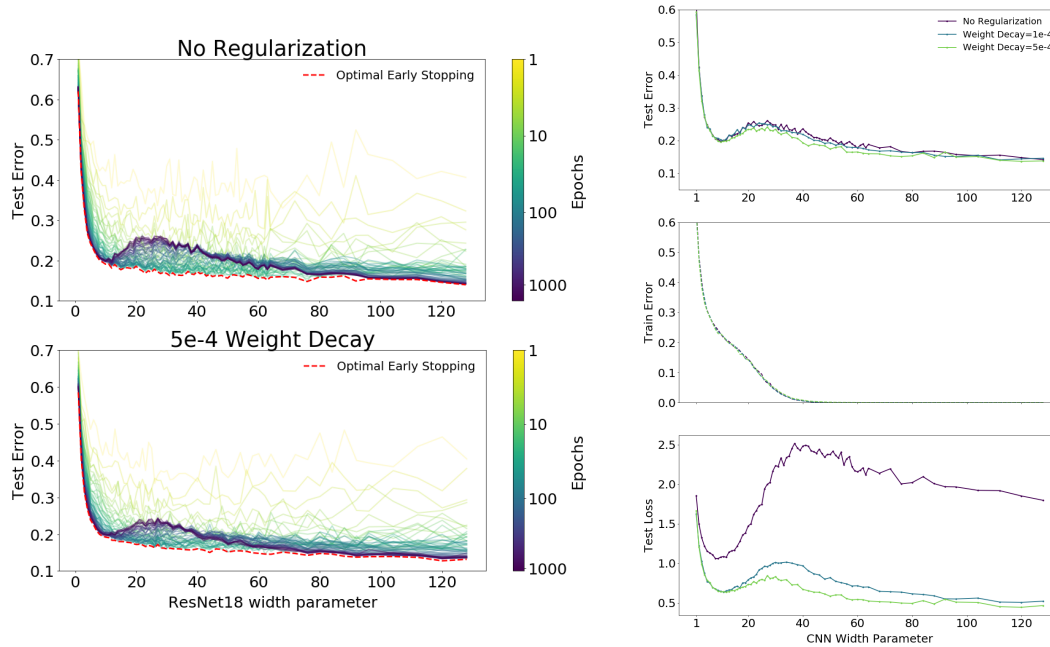 No Regularization
Optimal Early Stopping
0.7
0.6
0.5
0.4
0.3
0.2
0.1
Test Error
0 20 40 60 80 100 120
1
10
100
1000
Epochs
5e-4 Weight Decay
Optimal Early Stopping
0.7
0.6
0.5
0.4
0.3
0.2
0.1
Test Error
0 20 40 60 80 100 120
ResNet18 width parameter
1
10
100
1000
Epochs
No Regularization
Weight Decay=1e-4
Weight Decay=5e-4
0.6
0.5
0.4
0.3
0.2
0.1
Test Error
1 20 40 60 80 100 120
0.6
0.5
0.4
0.3
0.2
0.1
0.0
Train Error
2.5
2.0
1.5
1.0
0.5
Test Loss
1 20 40 60 80 100 120
CNN Width Parameter